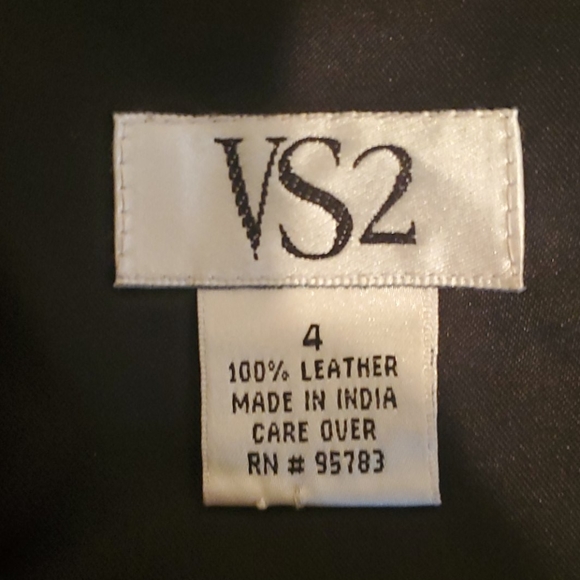 VS2
4
100% LEATHER
MADE IN INDIA
CARE OVER
RN # 95783